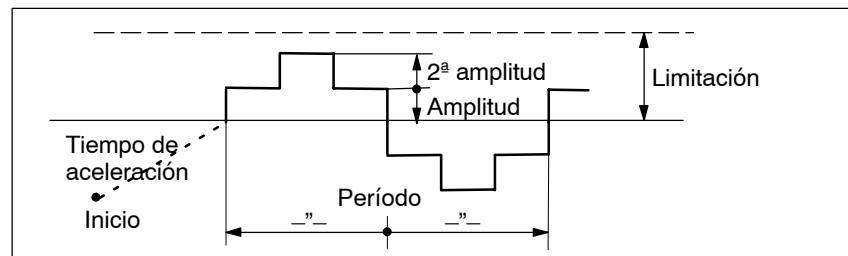 2ª amplitud
Limitación
Amplitud
Tiempo de
aceleración
Inicio
Período
–”–
–”–